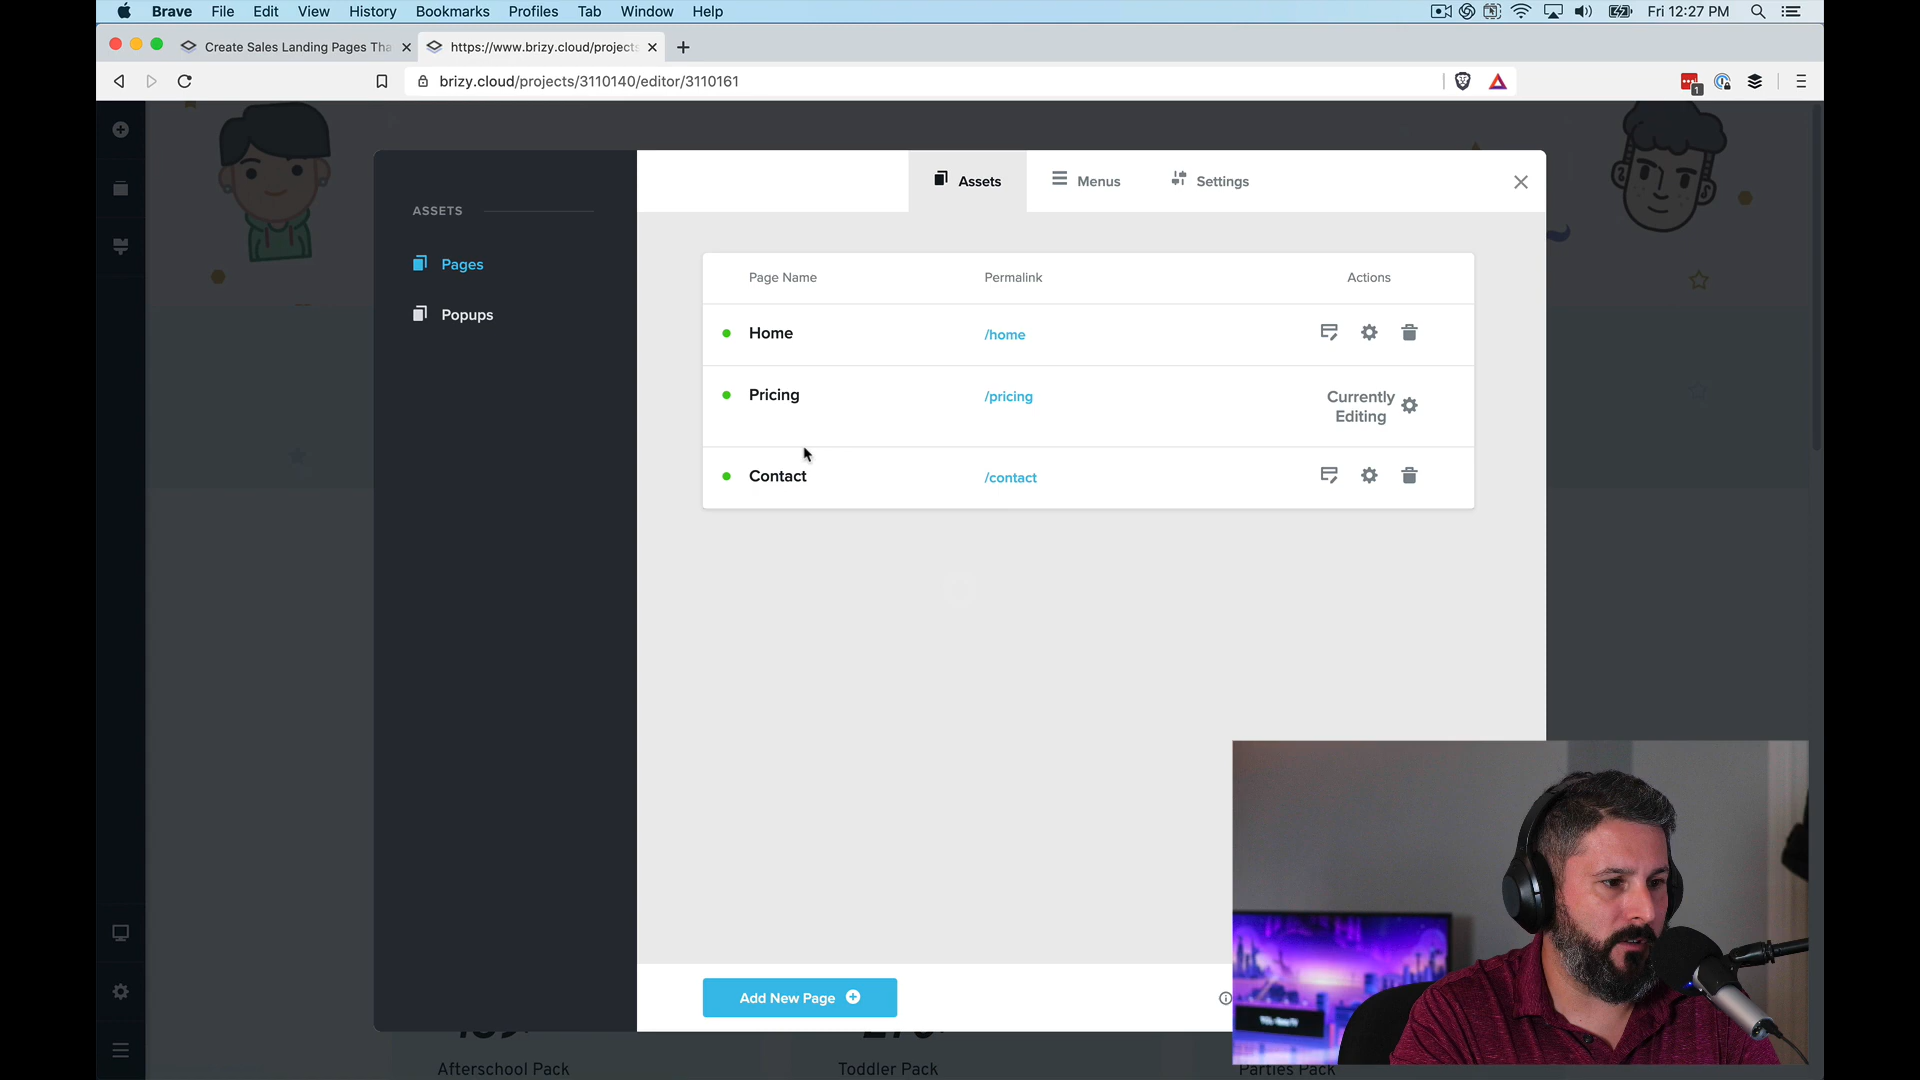 Brave File Edit View History Bookmarks Profiles Tab Window Help Fri 12:27 PM
Create Sales Landing Pages Tha
https://www.brizy.cloud/projects
brizy.cloud/projects/3110140/editor/3110161
1
Assets Menus Settings
ASSETS
Pages
Popups
Page Name Permalink Actions
Home /home
Pricing /pricing Currently Editing
Contact /contact
Add New Page
Afterschool Pack Toddler Pack Parties Pack